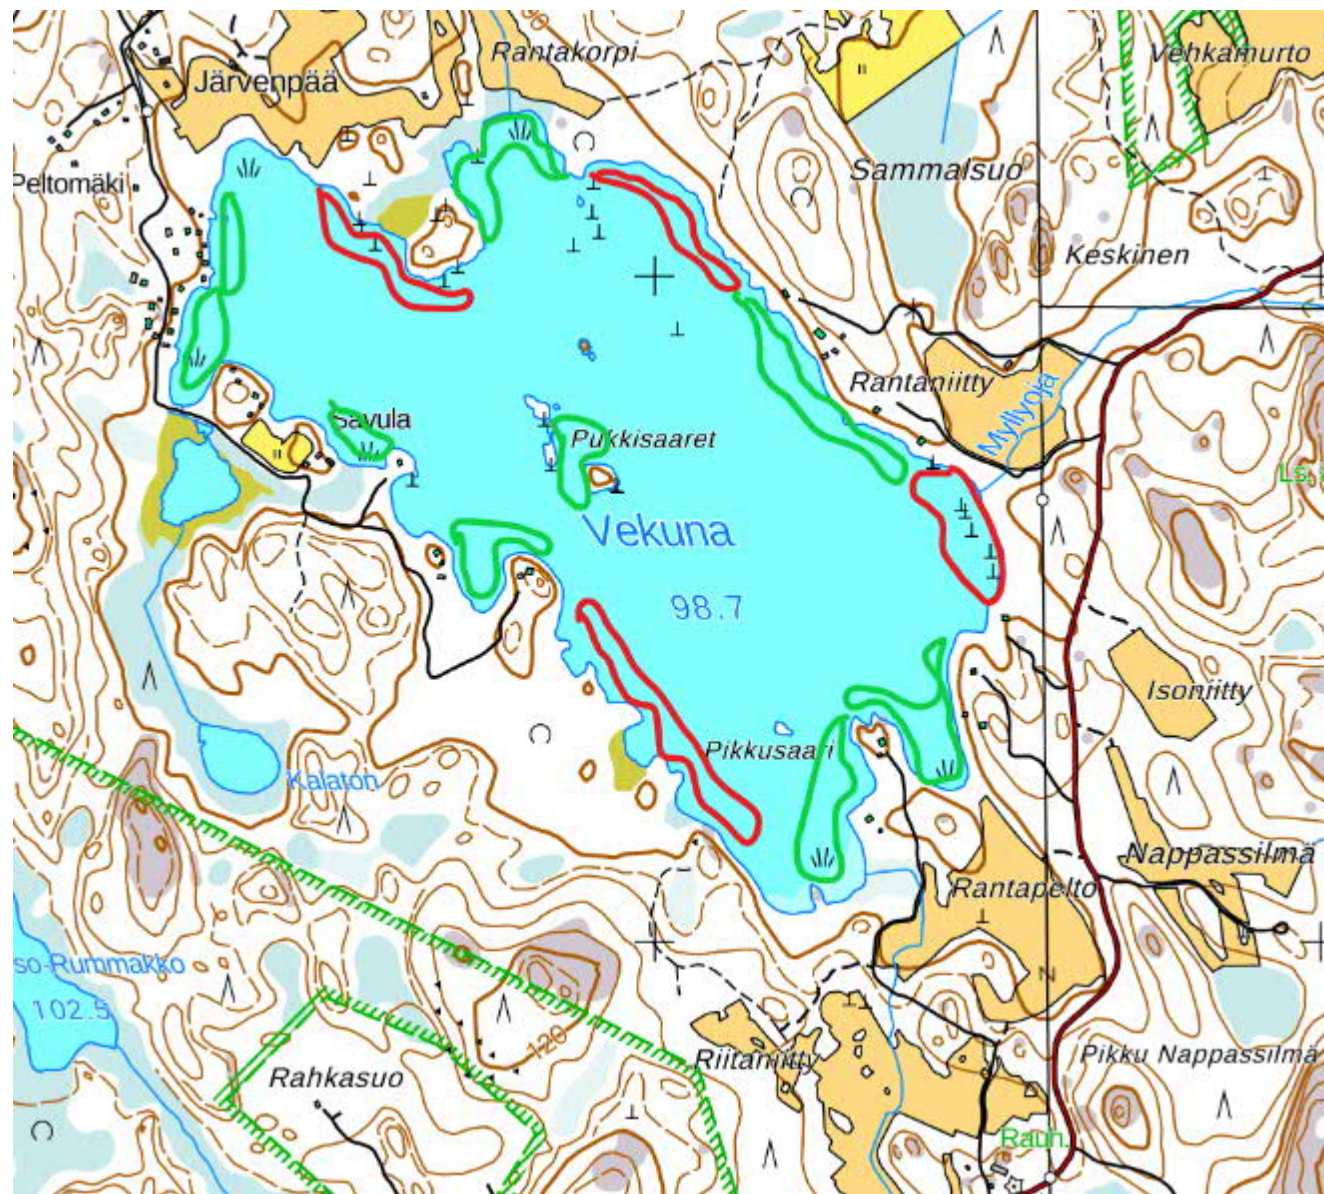 Rantakorpi
Vehkamurto
Järvenpää
Sammalsuo
Peltomäki
Keskinen
Rantaniitty
Myllyoja
Savula
Pukkisaaret
Vekuna
98.7
Isoniitty
Pikkusaari
Kalaton
Nappassilmä
Rantapelto
so-Rummakko
102.5
120
Riitaniitty
Pikku Nappassilmä
Rahkasuo
Rauh.